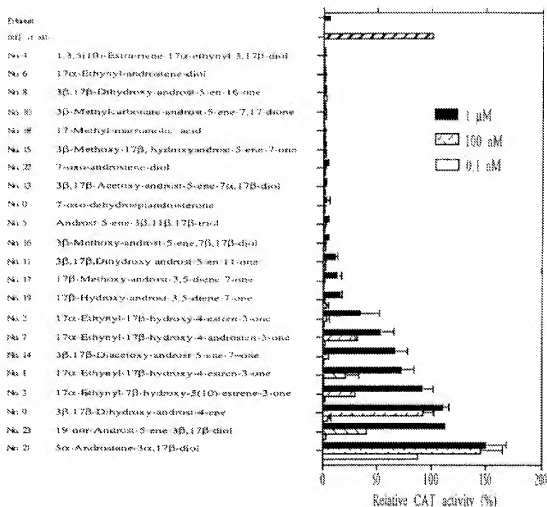 Ethanol
No 4 1,3,5(10)-Estratriene-17α-ethynyl-3,17β-diol
No 6 17α-Ethynyl-androstene-diol
No 8 3β,17β-Dihydroxy-androst-5-en-16-one
No 10 3β-Methylcarbonate-androst-5-ene-7,17-dione
No 18 17-Methyl- acid
No 15 3β-Methoxy-17β, hydroxyandrost-5-ene-7-one
No 22 7-oxo-androstene-diol
No 13 3β,17β-Acetoxy-androst-5-ene-7α,17β-diol
7-oxo-dehydroepiandrosterone
No 5 Androst-5-ene-3β,11β,17β-triol
No 16 3β-Methoxy-androst-5-ene,7β,17β-diol
No 11 3β,17β,Dihydroxy-androst-5-en-11-one
17β-Methoxy-androst-3,5-diene-7-one
No 19 17β-Hydroxy-androst-3,5-diene-7-one
No 2 17α-Ethynyl-17β-hydroxy-4-estren-3-one
No 7 17α-Ethynyl-17β-hydroxy-4-androsten-3-one
No 14 3β,17β-Diacetoxy-androst-5-ene-7-one
No 1 17α-Ethynyl-17β-hydroxy-4-estren-3-one
No 3 17α-Ethynyl-7β-hydroxy-5(10)-estrene-3-one
No 9 3β,17β-Dihydroxy-androst-4-ene
No 23 19-nor-Androst-5-ene-3β,17β-diol
No 21 5α-Androstane-3α,17β-diol
1 μM
100 nM
0.1 nM
0 50 100 150 200
Relative CAT activity (%)